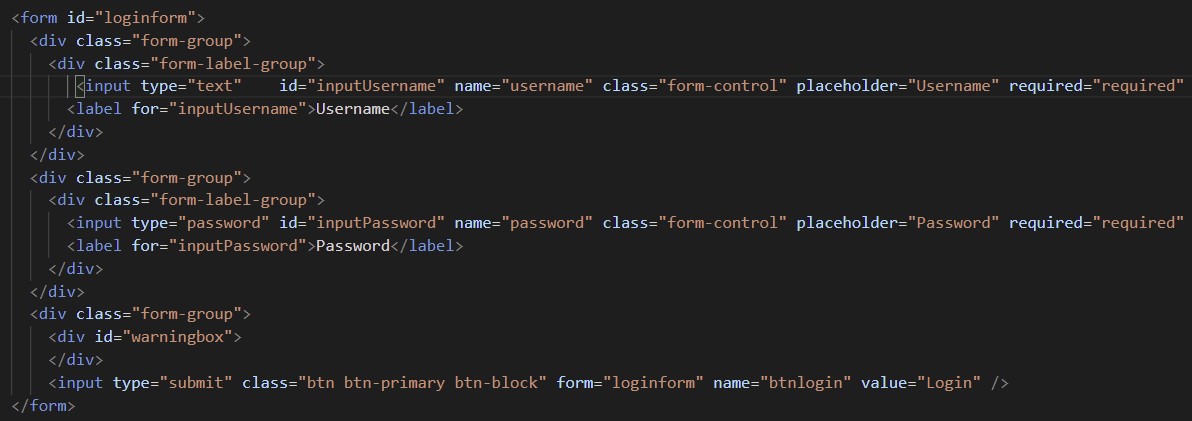 <form id="loginform">
  <div class="form-group">
    <div class="form-label-group">
       <input type="text"    id="inputUsername" name="username" class="form-control" placeholder="Username" required="required"
      <label for="inputUsername">Username</label>
    </div>
  </div>
  <div class="form-group">
    <div class="form-label-group">
      <input type="password" id="inputPassword" name="password" class="form-control" placeholder="Password" required="required"
      <label for="inputPassword">Password</label>
    </div>
  </div>
  <div class="form-group">
    <div id="warningbox">
    </div>
    <input type="submit" class="btn btn-primary btn-block" form="loginform" name="btnlogin" value="Login" />
</form>